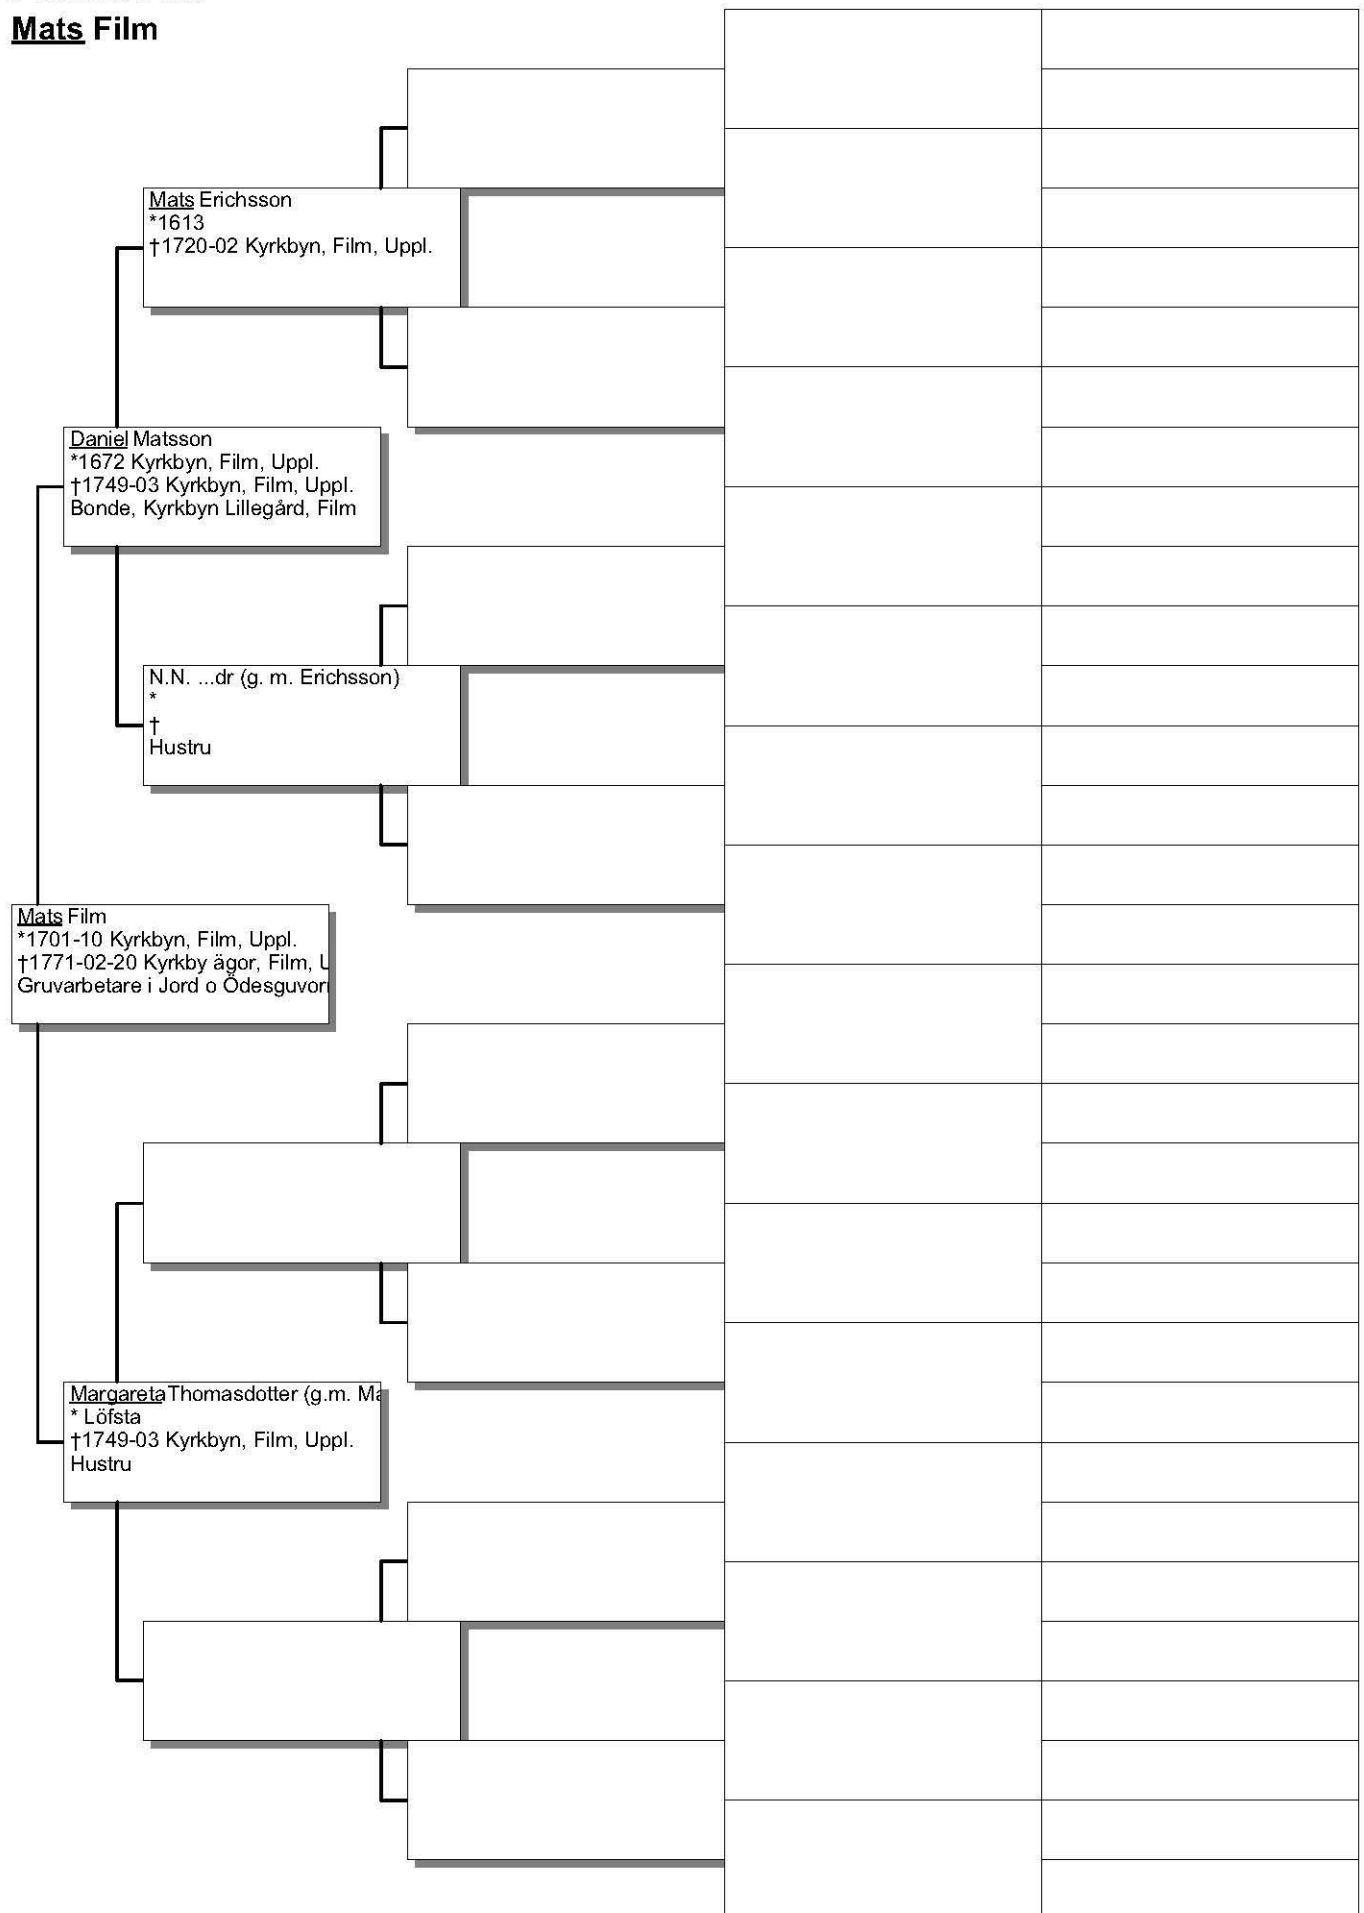 Mats Film
Mats Erichsson
*1613
†1720-02 Kyrkbyn, Film, Uppl.
Daniel Matsson
*1672 Kyrkbyn, Film, Uppl.
†1749-03 Kyrkbyn, Film, Uppl.
Bonde, Kyrkbyn Lillegård, Film
N.N. ...dr (g. m. Erichsson)
*
†
Hustru
Mats Film
*1701-10 Kyrkbyn, Film, Uppl.
†1771-02-20 Kyrkby ägor, Film, U
Gruvarbetare i Jord o Ödesguvor
Margareta Thomasdotter (g.m. Ma
* Löfsta
†1749-03 Kyrkbyn, Film, Uppl.
Hustru